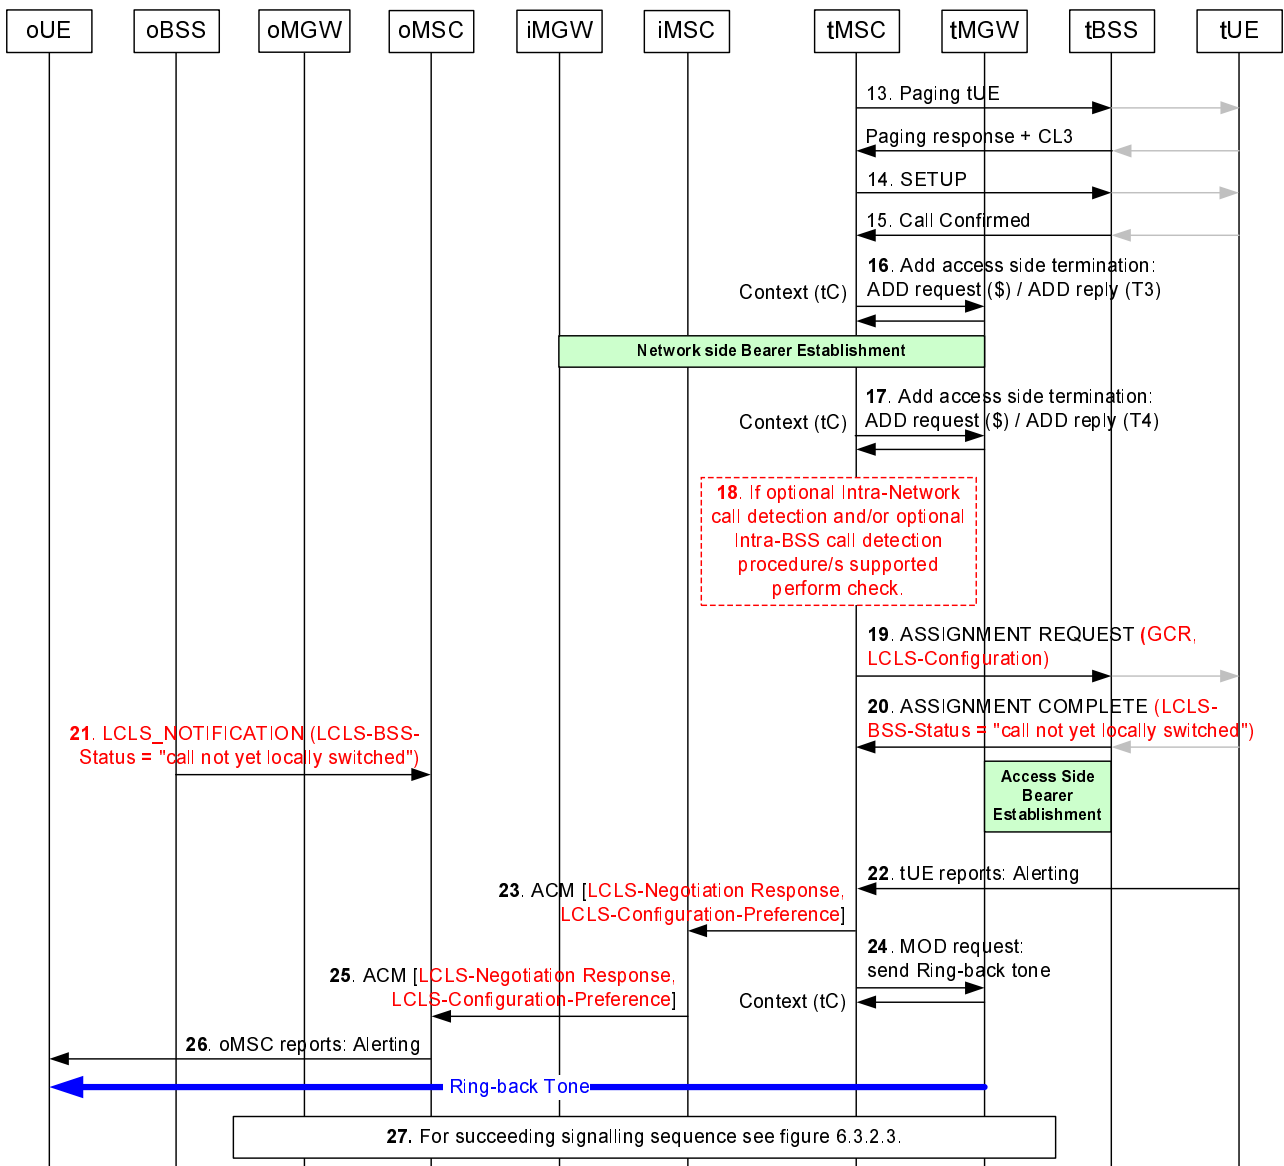 oUE oBSS oMGW oMSC iMGW iMSC tMSC tMGW tBSS tUE
13. Paging tUE
Paging response + CL3
14. SETUP
15. Call Confirmed
16. Add access side termination:
ADD request ($) / ADD reply (T3)
Context (tC)
Network side Bearer Establishment
17. Add access side termination:
ADD request ($) / ADD reply (T4)
Context (tC)
18. If optional Intra-Network
call detection and/or optional
Intra-BSS call detection
procedure/s supported
perform check.
19. ASSIGNMENT REQUEST (GCR,
LCLS-Configuration)
20. ASSIGNMENT COMPLETE (LCLS-
BSS-Status = "call not yet locally switched")
21. LCLS_NOTIFICATION (LCLS-BSS-
Status = "call not yet locally switched")
Access Side
Bearer
Establishment
22. tUE reports: Alerting
23. ACM [LCLS-Negotiation Response,
LCLS-Configuration-Preference]
24. MOD request:
send Ring-back tone
Context (tC)
25. ACM [LCLS-Negotiation Response,
LCLS-Configuration-Preference]
26. oMSC reports: Alerting
Ring-back Tone
27. For succeeding signalling sequence see figure 6.3.2.3.